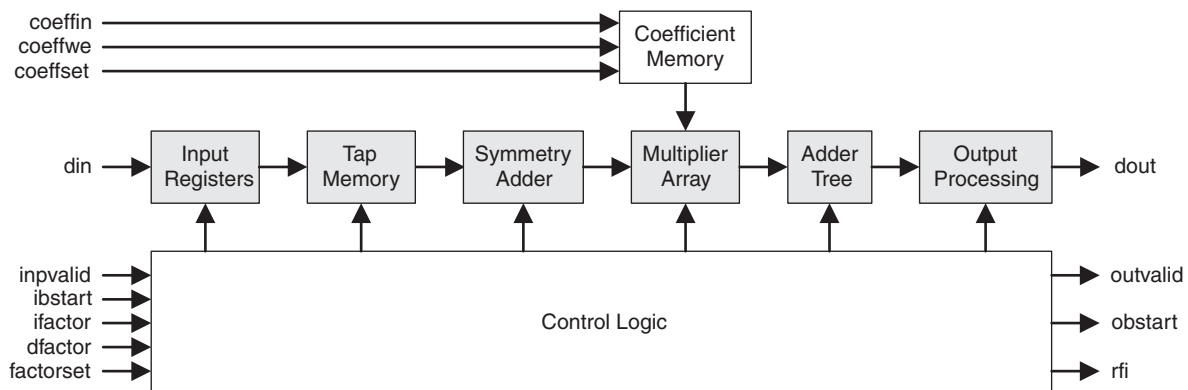 coeffin
coeffwe
coeffset
Coefficient
Memory
din
Input
Registers
Tap
Memory
Symmetry
Adder
Multiplier
Array
Adder
Tree
Output
Processing
dout
inpvalid
ibstart
ifactor
dfactor
factorset
Control Logic
outvalid
obstart
rfi